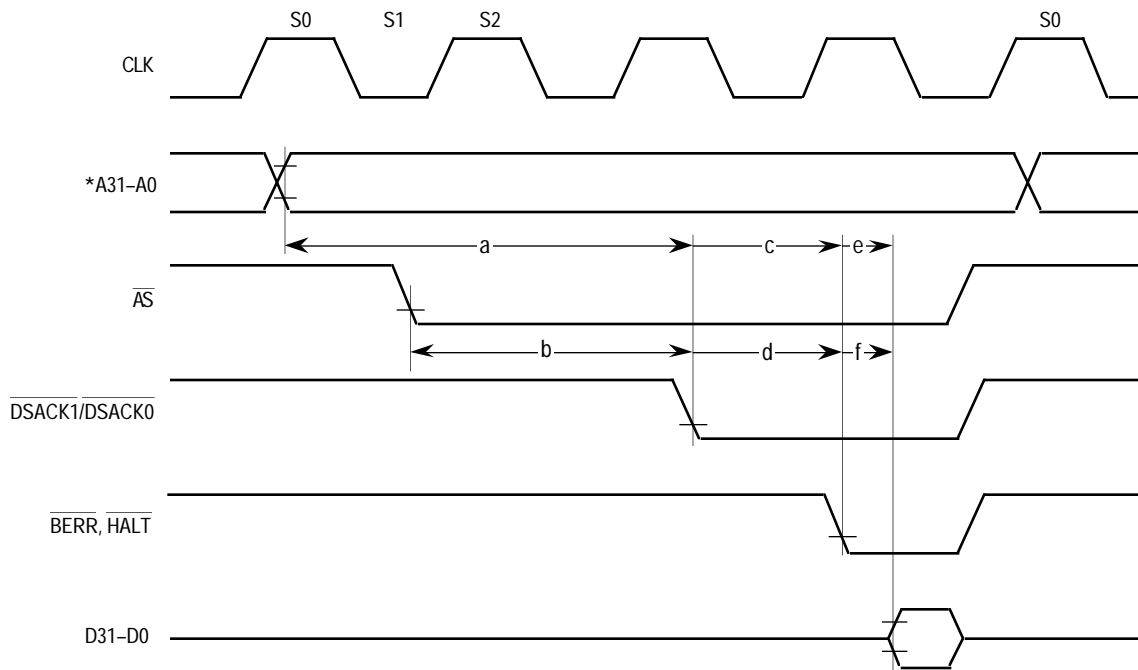 S0 S1 S2 S0
CLK
*A31–A0
a c e
AS
b d f
DSACK1/DSACK0
BERR, HALT
D31–D0